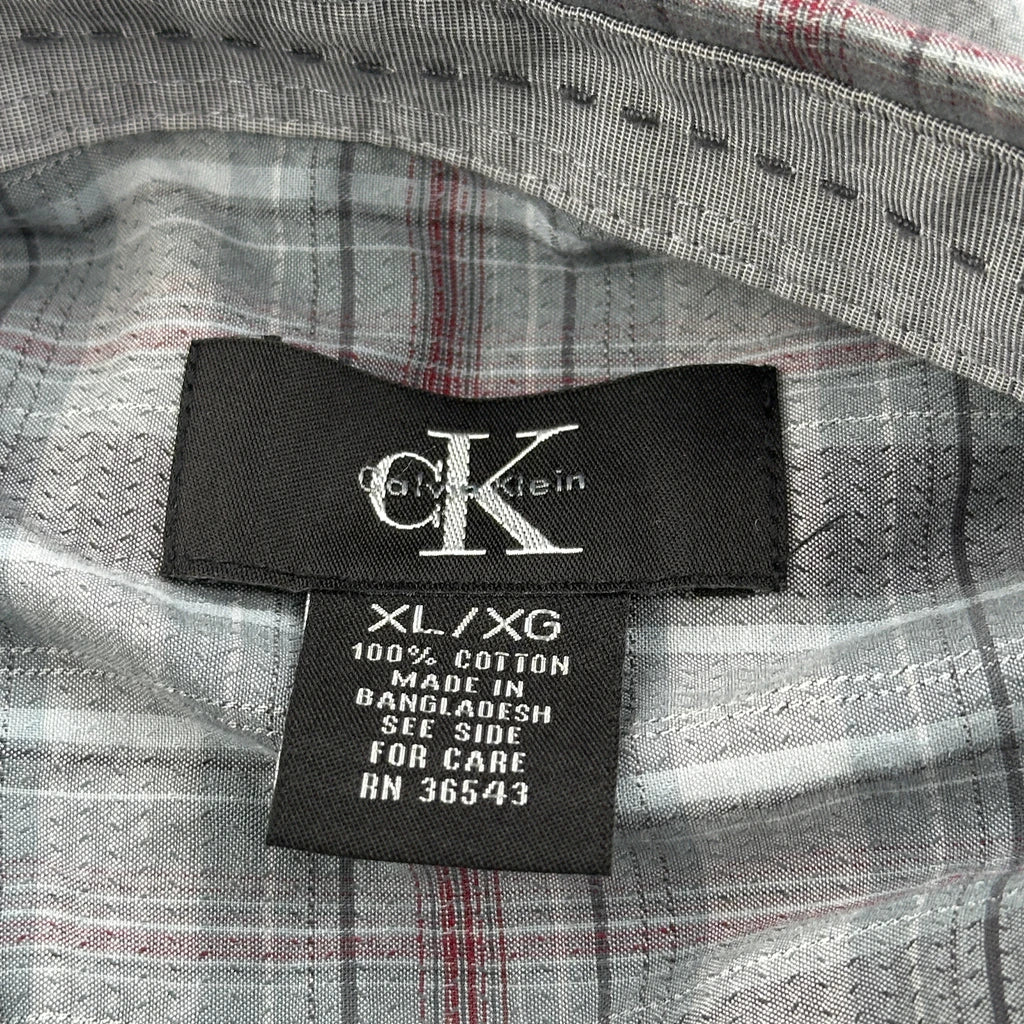 CK
Calvin Klein
XL/XG
100% COTTON
MADE IN
BANGLADESH
SEE SIDE
FOR CARE
RN 36543